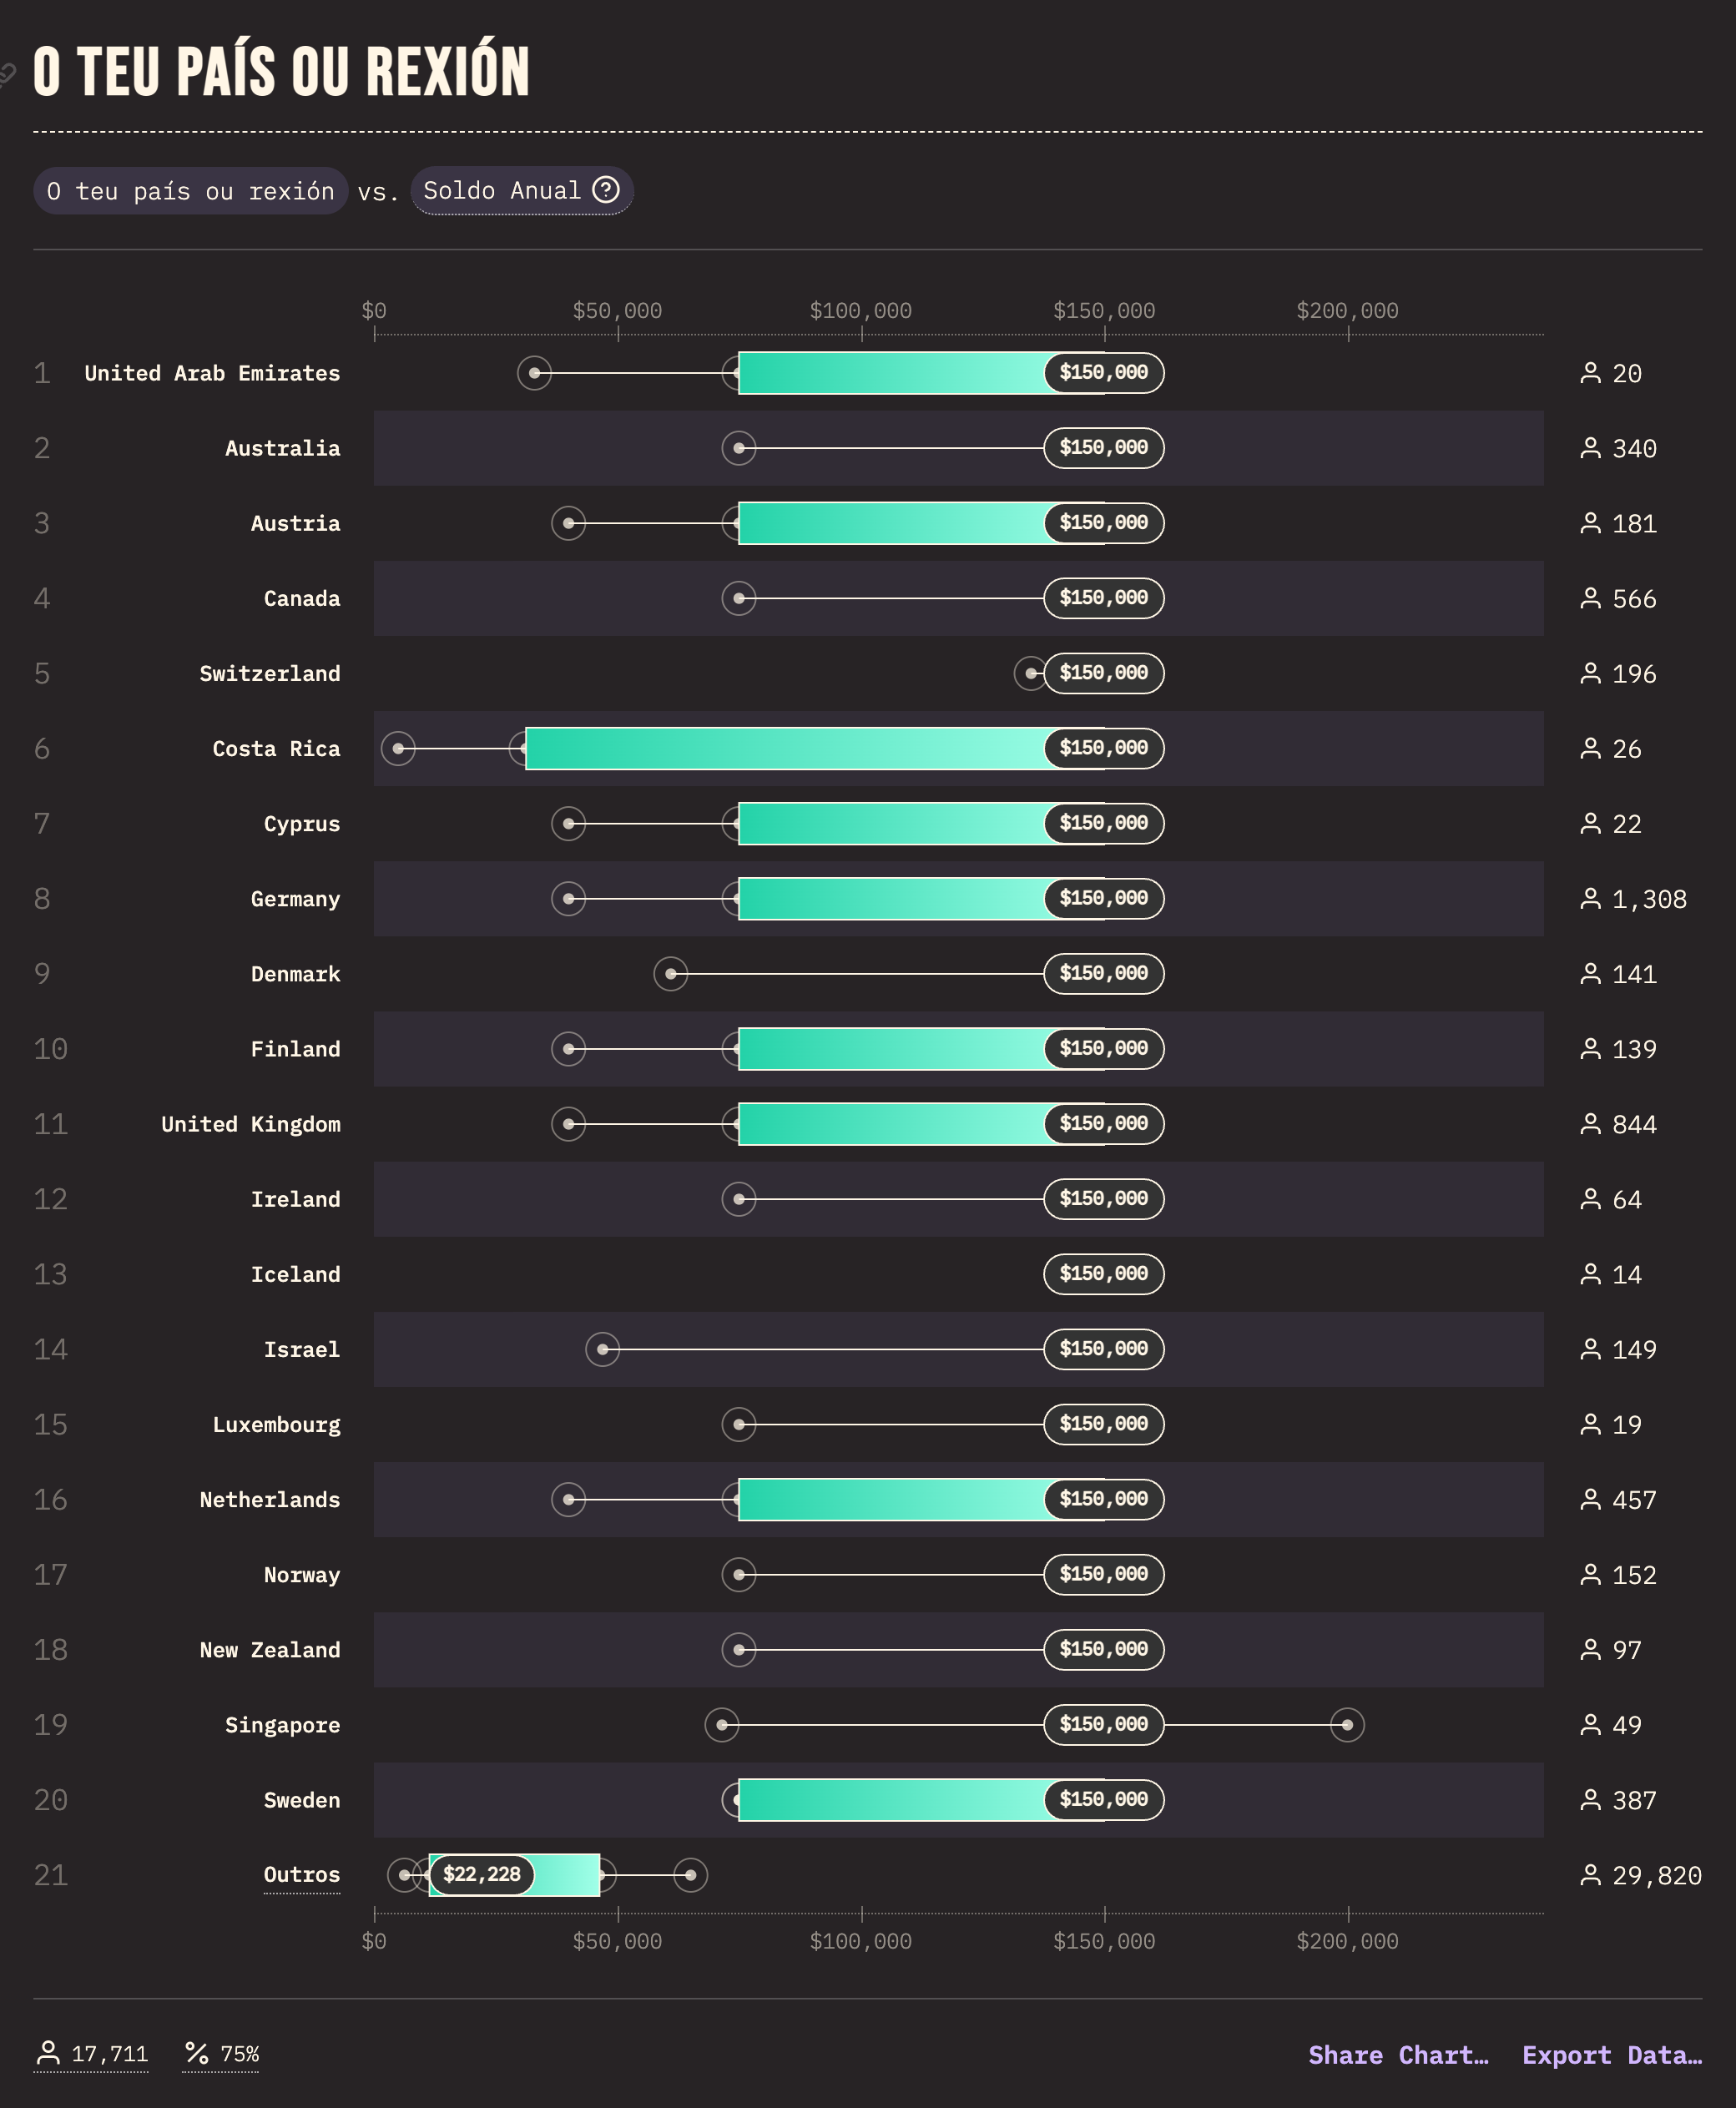 O TEU PAÍS OU REXIÓN
O teu país ou rexión vs. Soldo Anual ?
$0 $50,000 $100,000 $150,000 $200,000
1 United Arab Emirates $150,000 20
2 Australia $150,000 340
3 Austria $150,000 181
4 Canada $150,000 566
5 Switzerland $150,000 196
6 Costa Rica $150,000 26
7 Cyprus $150,000 22
8 Germany $150,000 1,308
9 Denmark $150,000 141
10 Finland $150,000 139
11 United Kingdom $150,000 844
12 Ireland $150,000 64
13 Iceland $150,000 14
14 Israel $150,000 149
15 Luxembourg $150,000 19
16 Netherlands $150,000 457
17 Norway $150,000 152
18 New Zealand $150,000 97
19 Singapore $150,000 49
20 Sweden $150,000 387
21 Outros $22,228 29,820
$0 $50,000 $100,000 $150,000 $200,000
17,711 % 75% Share Chart… Export Data…